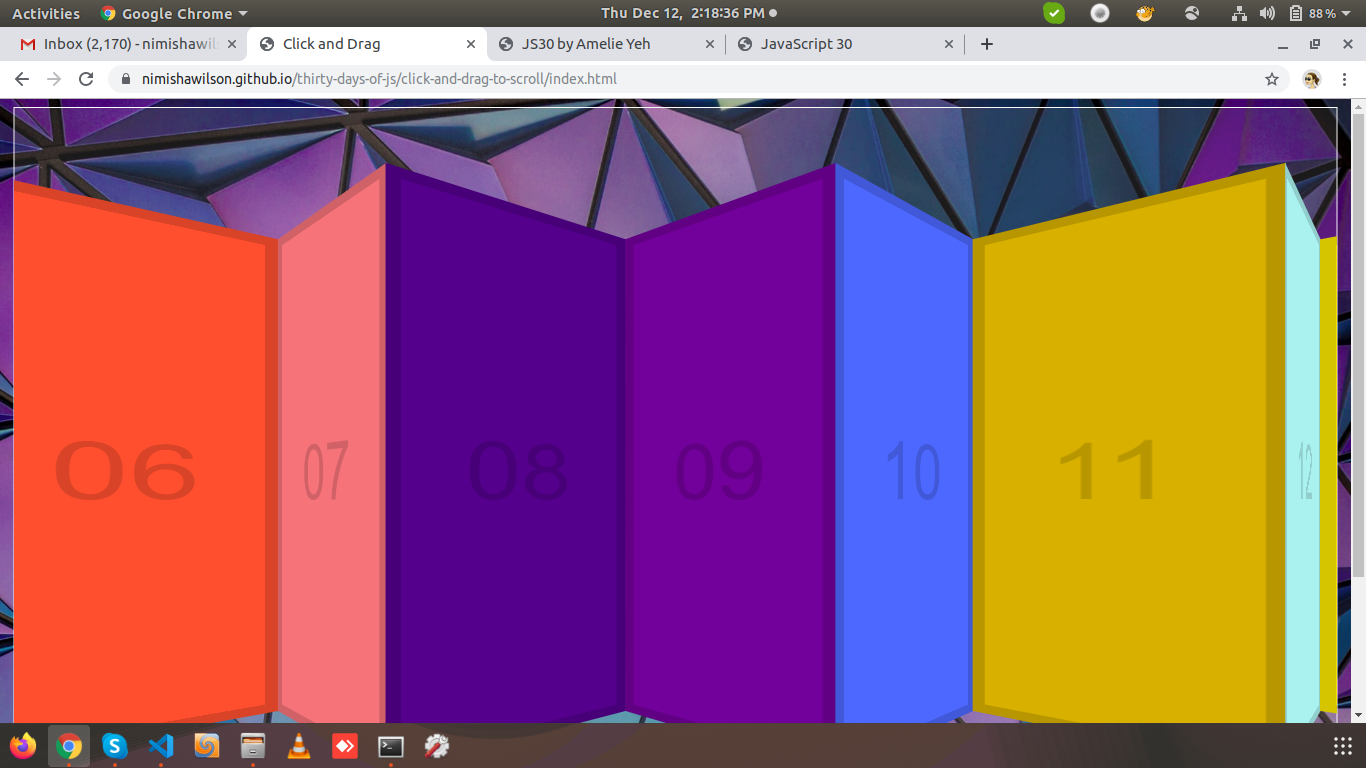 Activities Google Chrome Thu Dec 12, 2:18:36 PM 88 %
Inbox (2,170) - nimishawils Click and Drag JS30 by Amelie Yeh JavaScript 30
nimishawilson.github.io/thirty-days-of-js/click-and-drag-to-scroll/index.html
06 07 08 09 10 11 12